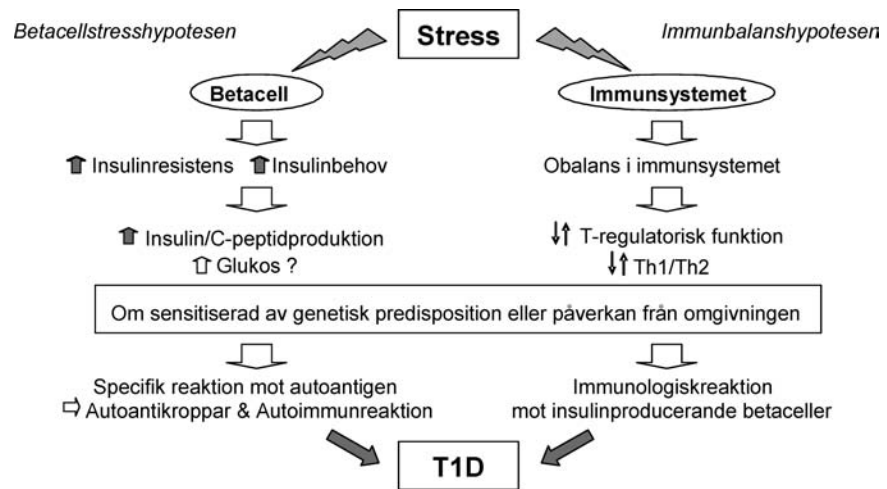 Betacellstresshypotesen
Stress
Immunbalanshypotesen
Betacell
Immunsystemet
Insulinresistens Insulinbehov
Obalans i immunsystemet
Insulin/C-peptidproduktion
Glukos ?
T-regulatorisk funktion
Th1/Th2
Om sensitiserad av genetisk predisposition eller påverkan från omgivningen
Specifik reaktion mot autoantigen
Autoantikroppar & Autoimmunreaktion
Immunologiskreaktion
mot insulinproducerande betaceller
T1D